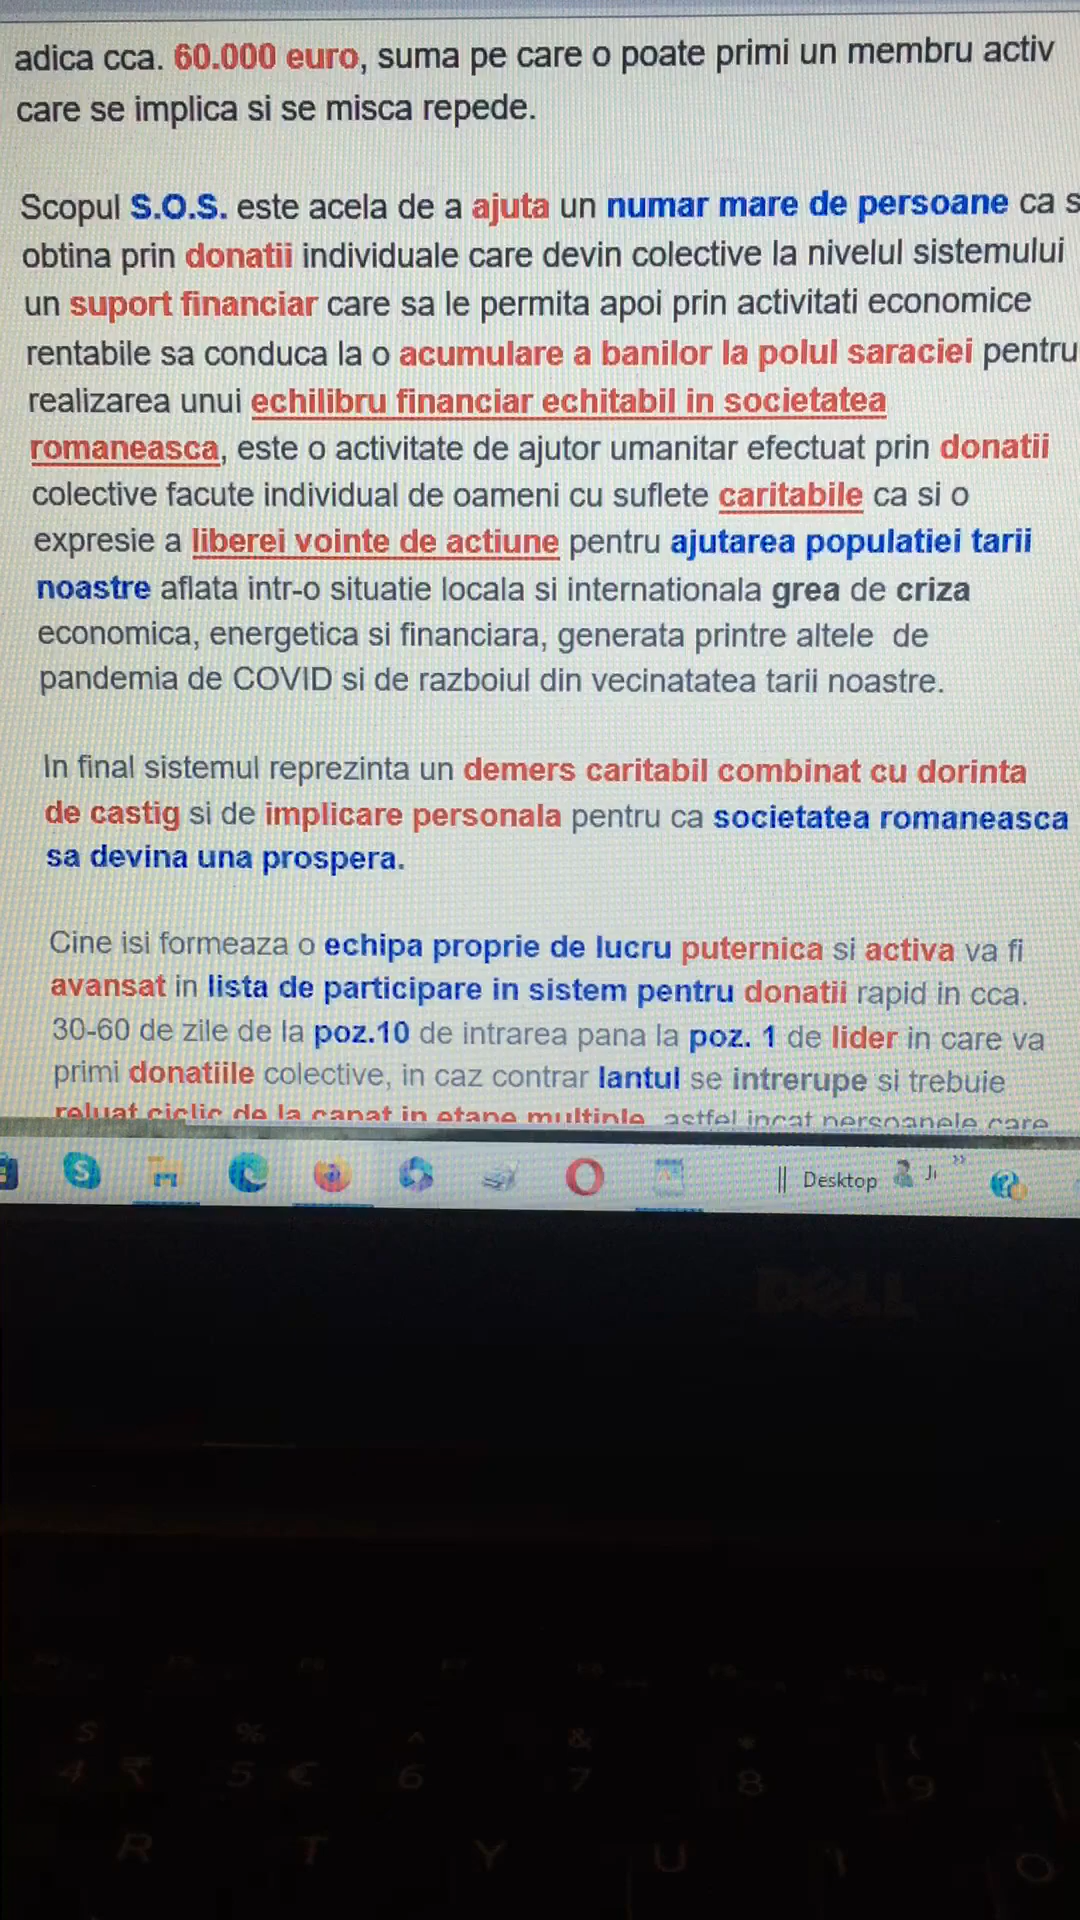 adica cca. 60.000 euro, suma pe care o poate primi un membru activ
care se implica si se misca repede.
Scopul S.O.S. este acela de a ajuta un numar mare de persoane ca s
obtina prin donatii individuale care devin colective la nivelul sistemului
un suport financiar care sa le permita apoi prin activitati economice
rentabile sa conduca la o acumulare a banilor la polul saraciei pentru
realizarea unui echilibru financiar echitabil in societatea
romaneasca, este o activitate de ajutor umanitar efectuat prin donatii
colective facute individual de oameni cu suflete caritabile ca si o
expresie a liberei vointe de actiune pentru ajutarea populatiei tarii
noastre aflata intr-o situatie locala si internationala grea de criza
economica, energetica si financiara, generata printre altele de
pandemia de COVID si de razboiul din vecinatatea tarii noastre.
In final sistemul reprezinta un demers caritabil combinat cu dorinta
de castig si de implicare personala pentru ca societatea romaneasca
sa devina una prospera.
Cine isi formeaza o echipa proprie de lucru puternica si activa va fi
avansat in lista de participare in sistem pentru donatii rapid in cca.
30-60 de zile de la poz.10 de intrarea pana la poz. 1 de lider in care va
primi donatiile colective, in caz contrar lantul se intrerupe si trebuie
reluat ciclic de la capat in etape multiple, astfel incat persoanele care
S
Desktop
»
DELL
$ % ^ & * (
4 ₹ 5 € 6 7 8 9
R T Y U I O